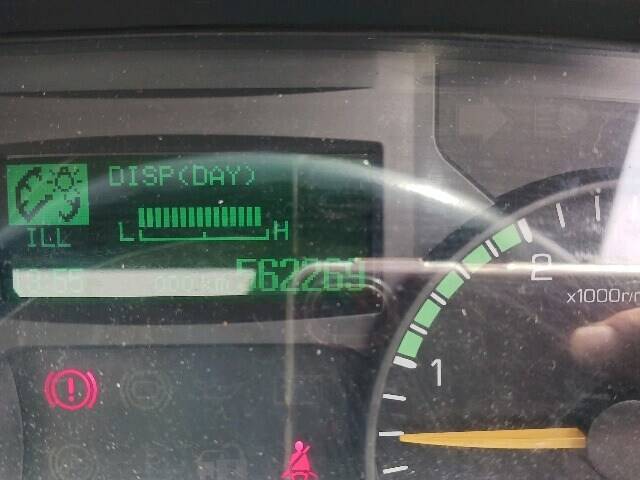 DISP(DAY)
ILL
L H
562269
2
x1000r/
1